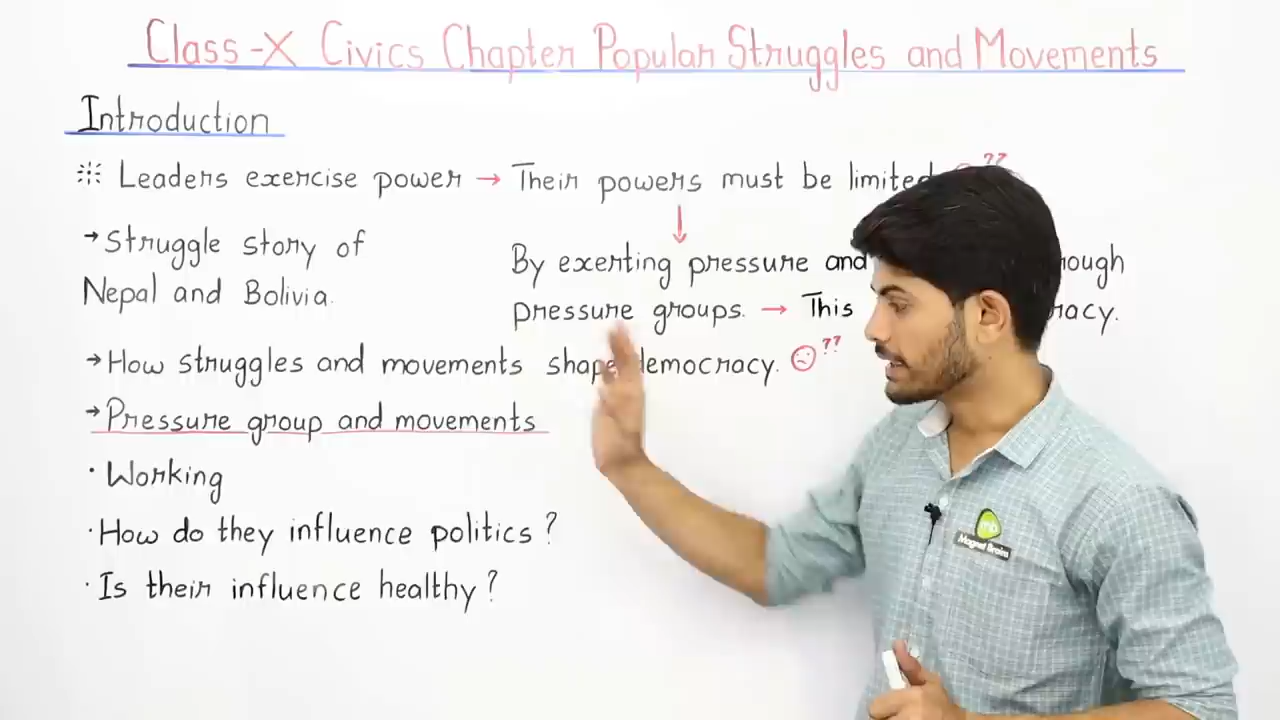 Class-X Civics Chapter Popular Struggles and Movements
Introduction
Leaders exercise power → Their powers must be limited ??
→ Struggle story of
Nepal and Bolivia.
↓
By exerting pressure and
pressure groups. → This
→ How struggles and movements shape democracy. ??
→ Pressure group and movements
· Working
· How do they influence politics ?
· Is their influence healthy ?
Magnet Brains